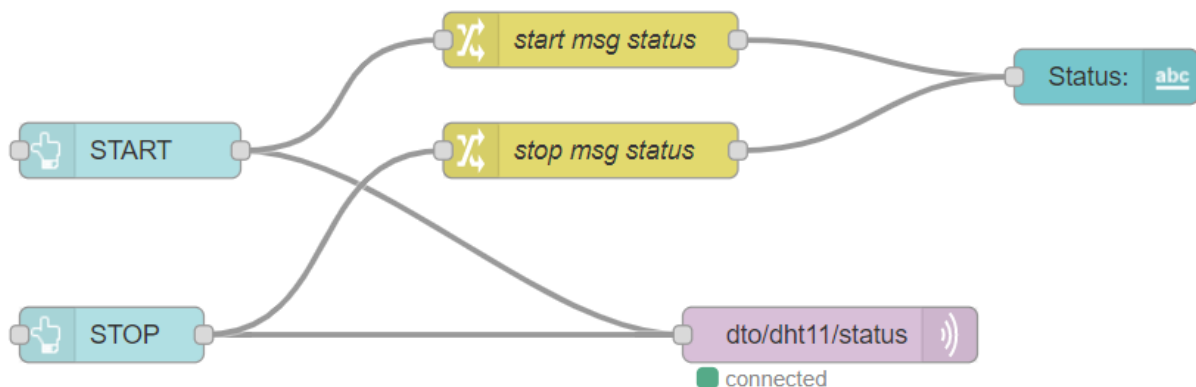 start msg status
Status:
abc
START
stop msg status
STOP
dto/dht11/status
connected